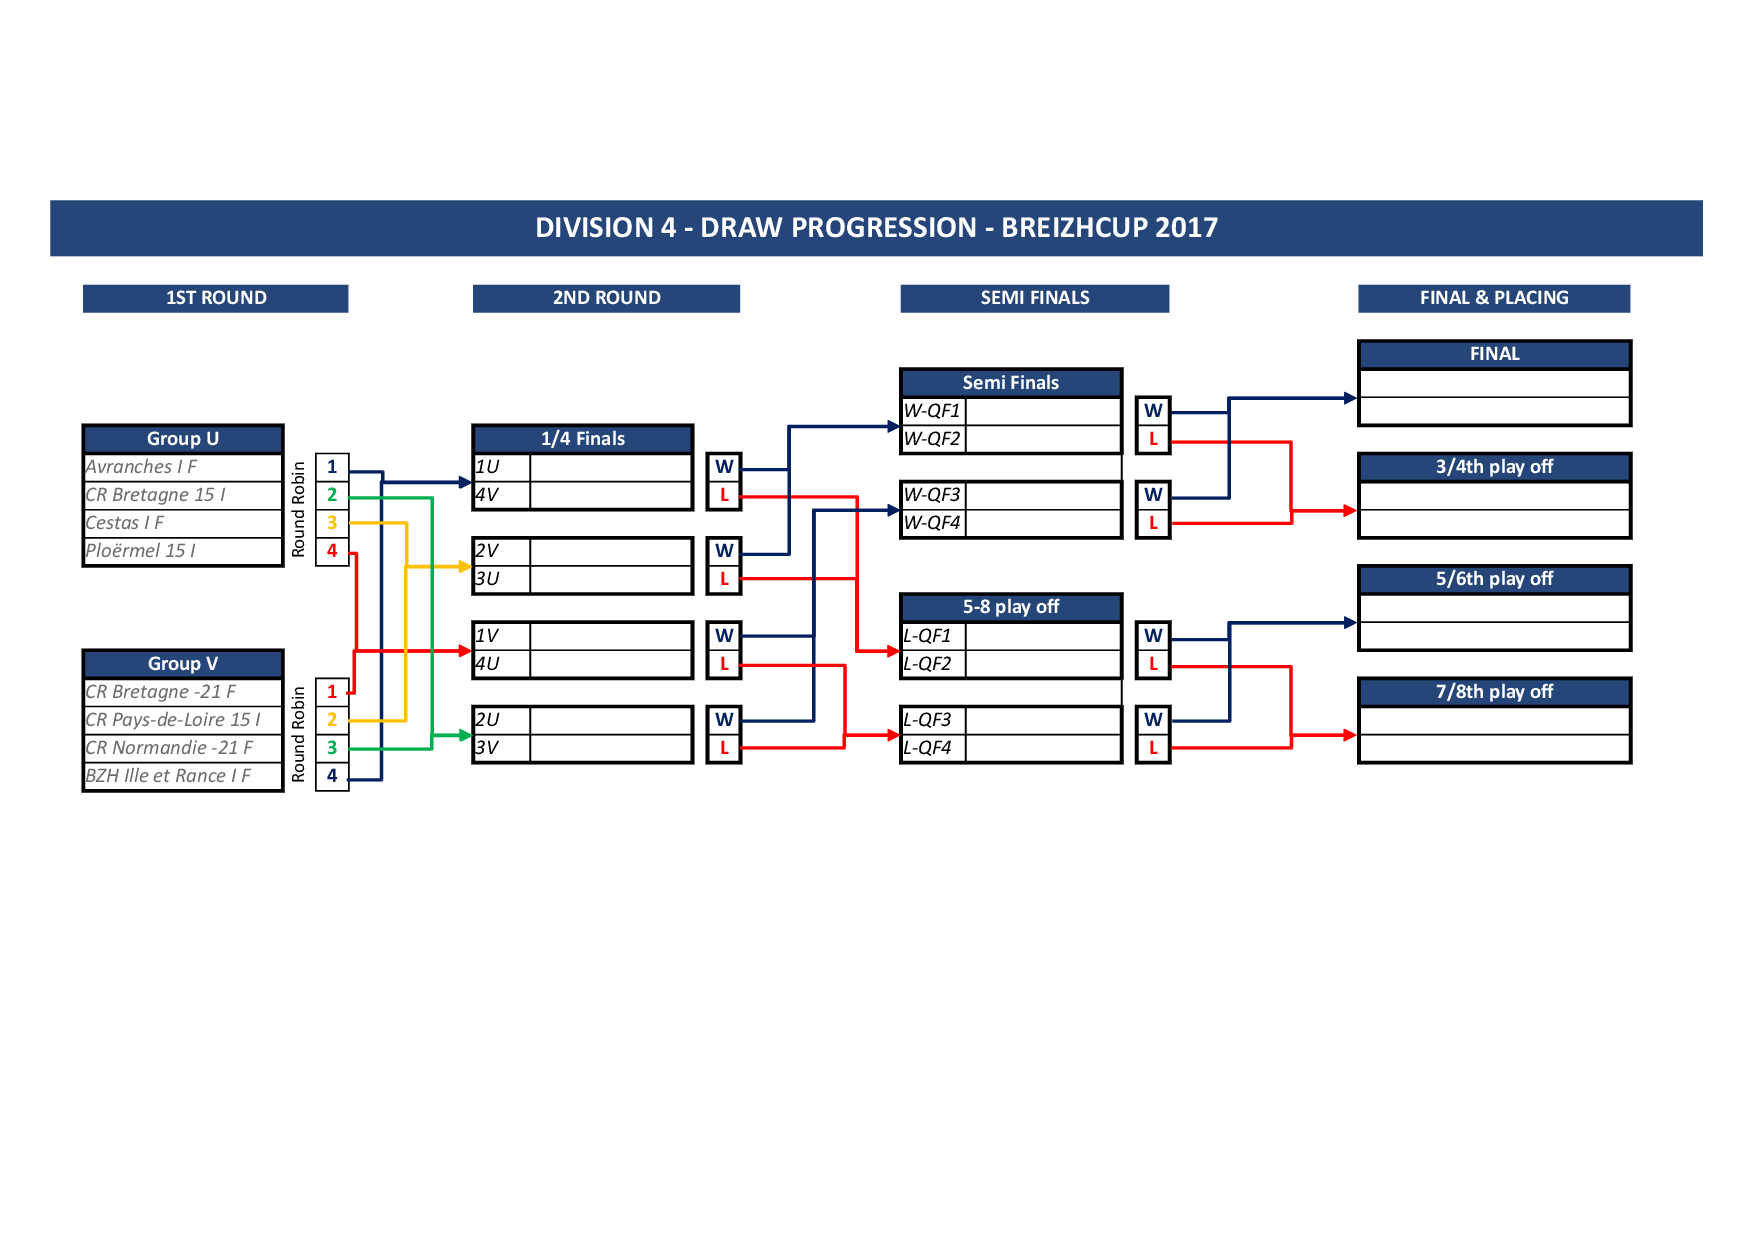 DIVISION 4 - DRAW PROGRESSION - BREIZHCUP 2017
1ST ROUND
2ND ROUND
SEMI FINALS
FINAL & PLACING
Group U
Avranches I F
CR Bretagne 15 I
Cestas I F
Ploërmel 15 I
Round Robin
1
2
3
4
Group V
CR Bretagne -21 F
CR Pays-de-Loire 15 I
CR Normandie -21 F
BZH Ille et Rance I F
Round Robin
1
2
3
4
1/4 Finals
1U
4V
W
L
2V
3U
W
L
1V
4U
W
L
2U
3V
W
L
Semi Finals
W-QF1
W-QF2
W
L
W-QF3
W-QF4
W
L
5-8 play off
L-QF1
L-QF2
W
L
L-QF3
L-QF4
W
L
FINAL
3/4th play off
5/6th play off
7/8th play off